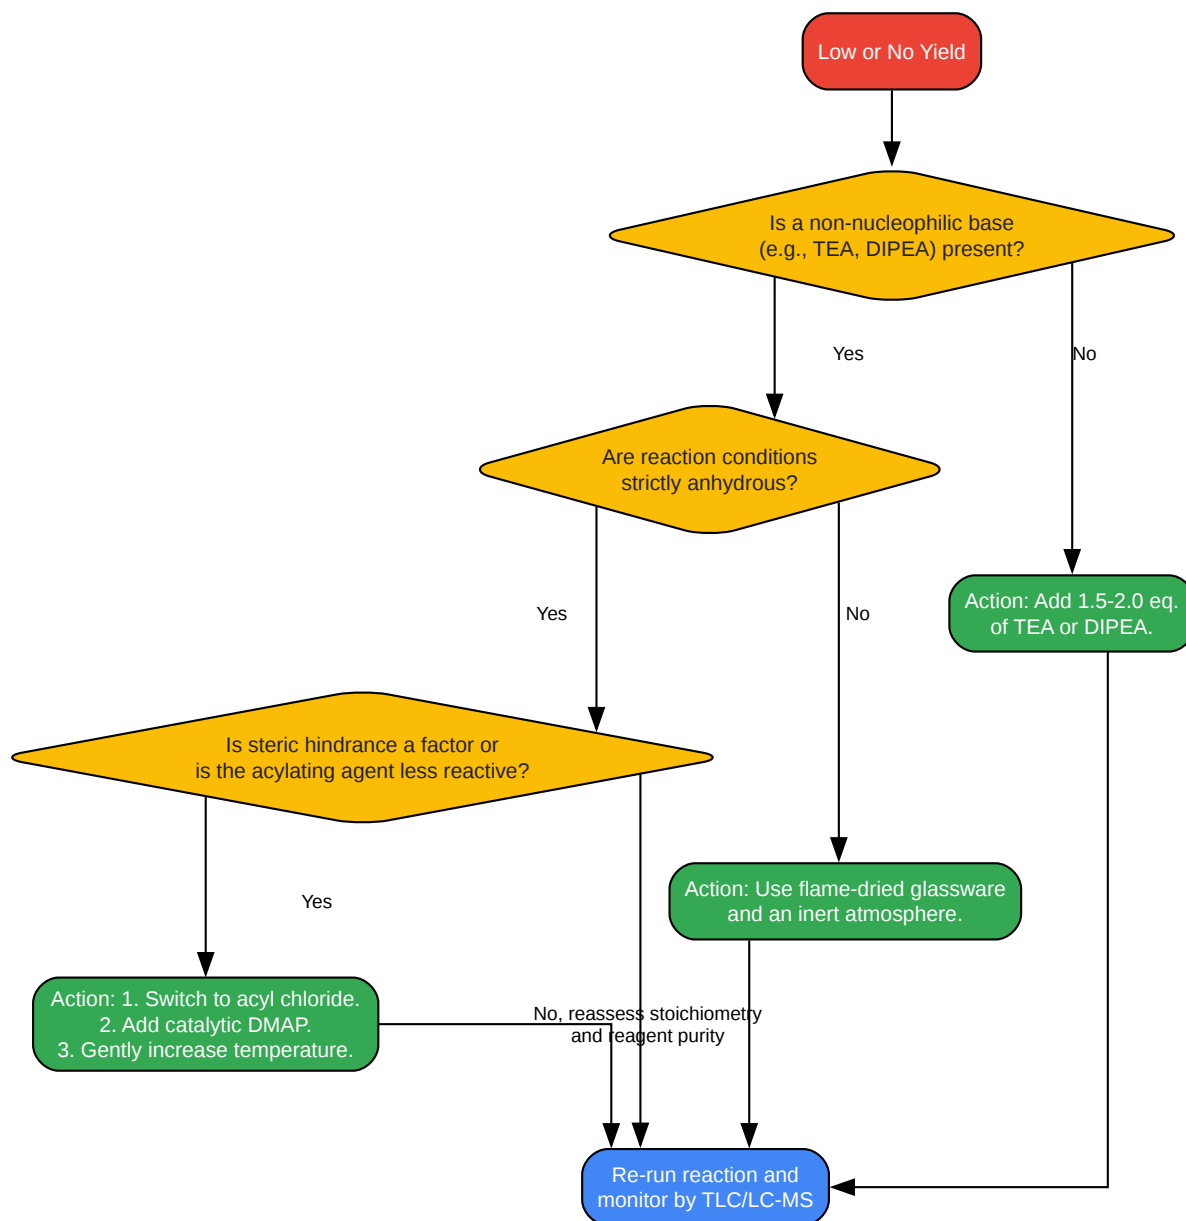 Low or No Yield
Is a non-nucleophilic base
(e.g., TEA, DIPEA) present?
Yes
No
Are reaction conditions
strictly anhydrous?
Yes
No
Action: Add 1.5-2.0 eq.
of TEA or DIPEA.
Is steric hindrance a factor or
is the acylating agent less reactive?
Yes
Action: Use flame-dried glassware
and an inert atmosphere.
Action: 1. Switch to acyl chloride.
2. Add catalytic DMAP.
3. Gently increase temperature.
No, reassess stoichiometry
and reagent purity
Re-run reaction and
monitor by TLC/LC-MS